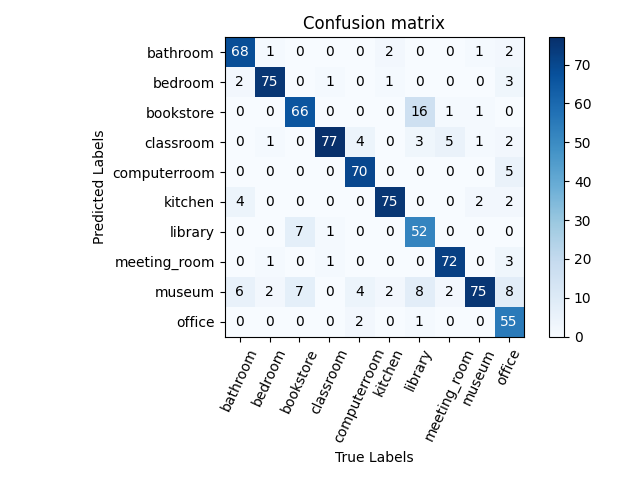 Confusion matrix
Predicted Labels
bathroom 68 1 0 0 0 2 0 0 1 2
bedroom 2 75 0 1 0 1 0 0 0 3
bookstore 0 0 66 0 0 0 16 1 1 0
classroom 0 1 0 77 4 0 3 5 1 2
computerroom 0 0 0 0 70 0 0 0 0 5
kitchen 4 0 0 0 0 75 0 0 2 2
library 0 0 7 1 0 0 52 0 0 0
meeting_room 0 1 0 1 0 0 0 72 0 3
museum 6 2 7 0 4 2 8 2 75 8
office 0 0 0 0 2 0 1 0 0 55
bathroom bedroom bookstore classroom computerroom kitchen library meeting_room museum office
True Labels
70
60
50
40
30
20
10
0